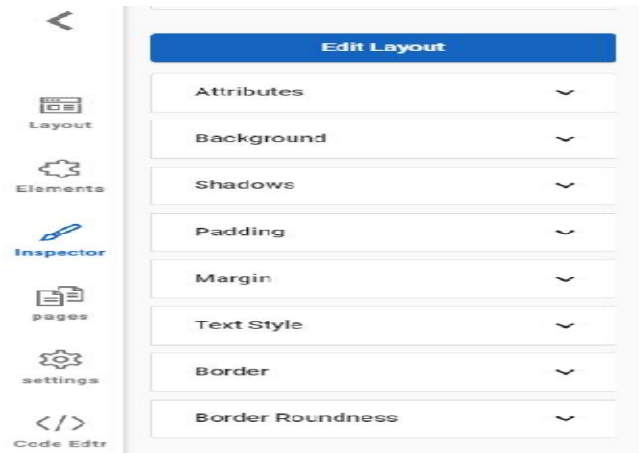 Layout
Elements
Inspector
pages
settings
Code Edtr
Edit Layout
Attributes
Background
Shadows
Padding
Margin
Text Style
Border
Border Roundness